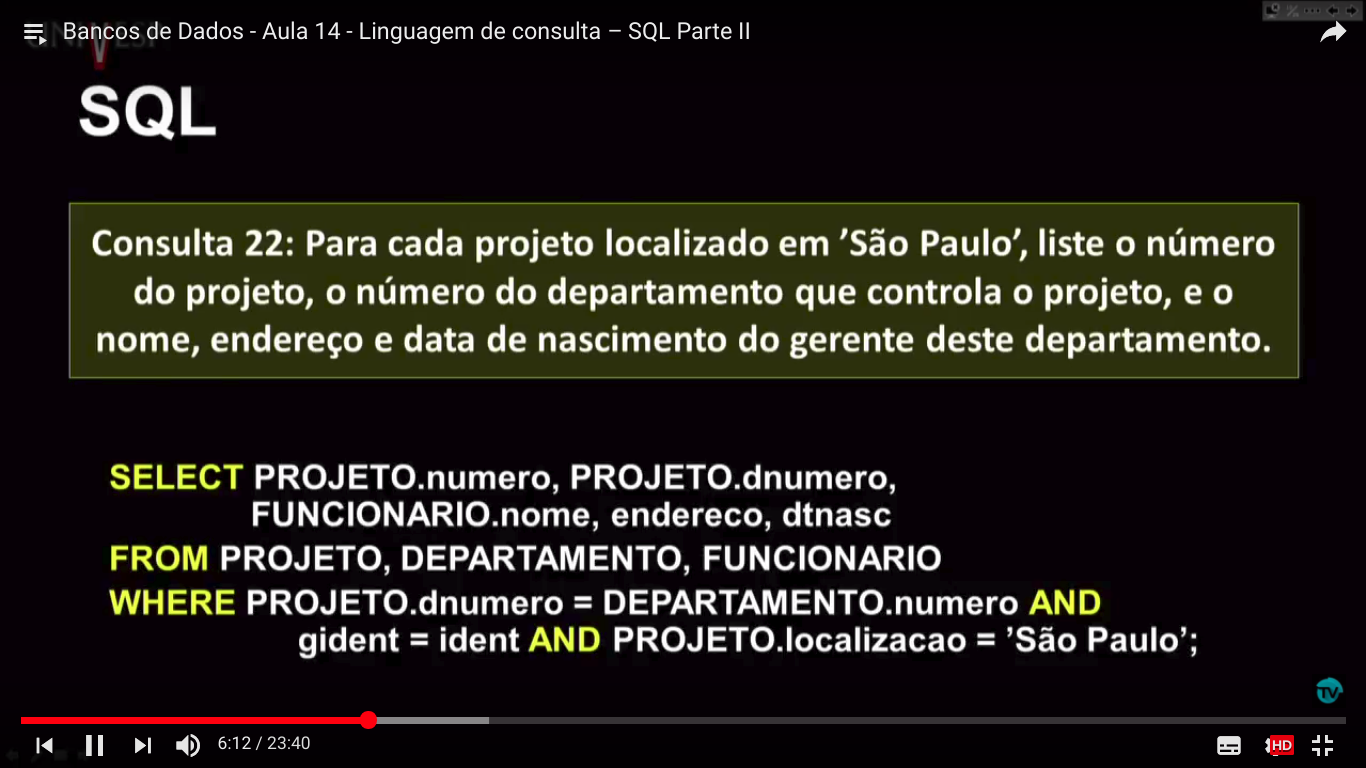 Bancos de Dados - Aula 14 - Linguagem de consulta – SQL Parte II
SQL
Consulta 22: Para cada projeto localizado em ’São Paulo’, liste o número
do projeto, o número do departamento que controla o projeto, e o
nome, endereço e data de nascimento do gerente deste departamento.
SELECT PROJETO.numero, PROJETO.dnumero,
FUNCIONARIO.nome, endereco, dtnasc
FROM PROJETO, DEPARTAMENTO, FUNCIONARIO
WHERE PROJETO.dnumero = DEPARTAMENTO.numero AND
gident = ident AND PROJETO.localizacao = ’São Paulo’;
TV
6:12 / 23:40
HD